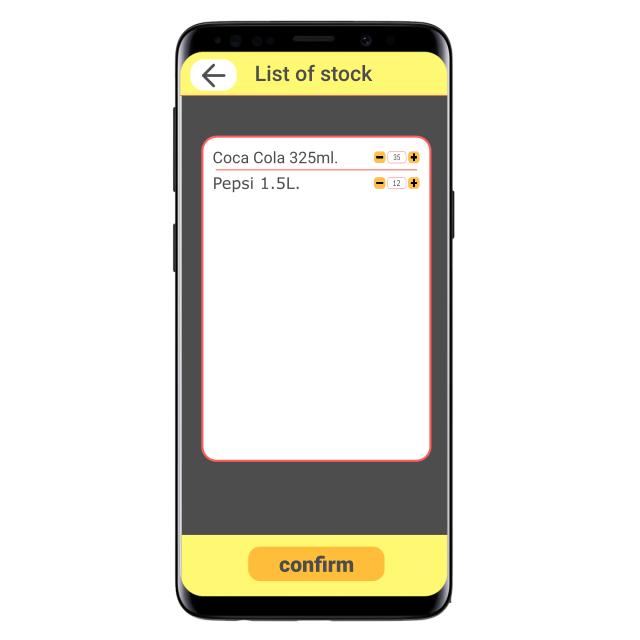 List of stock
Coca Cola 325ml. 35
Pepsi 1.5L. 12
confirm